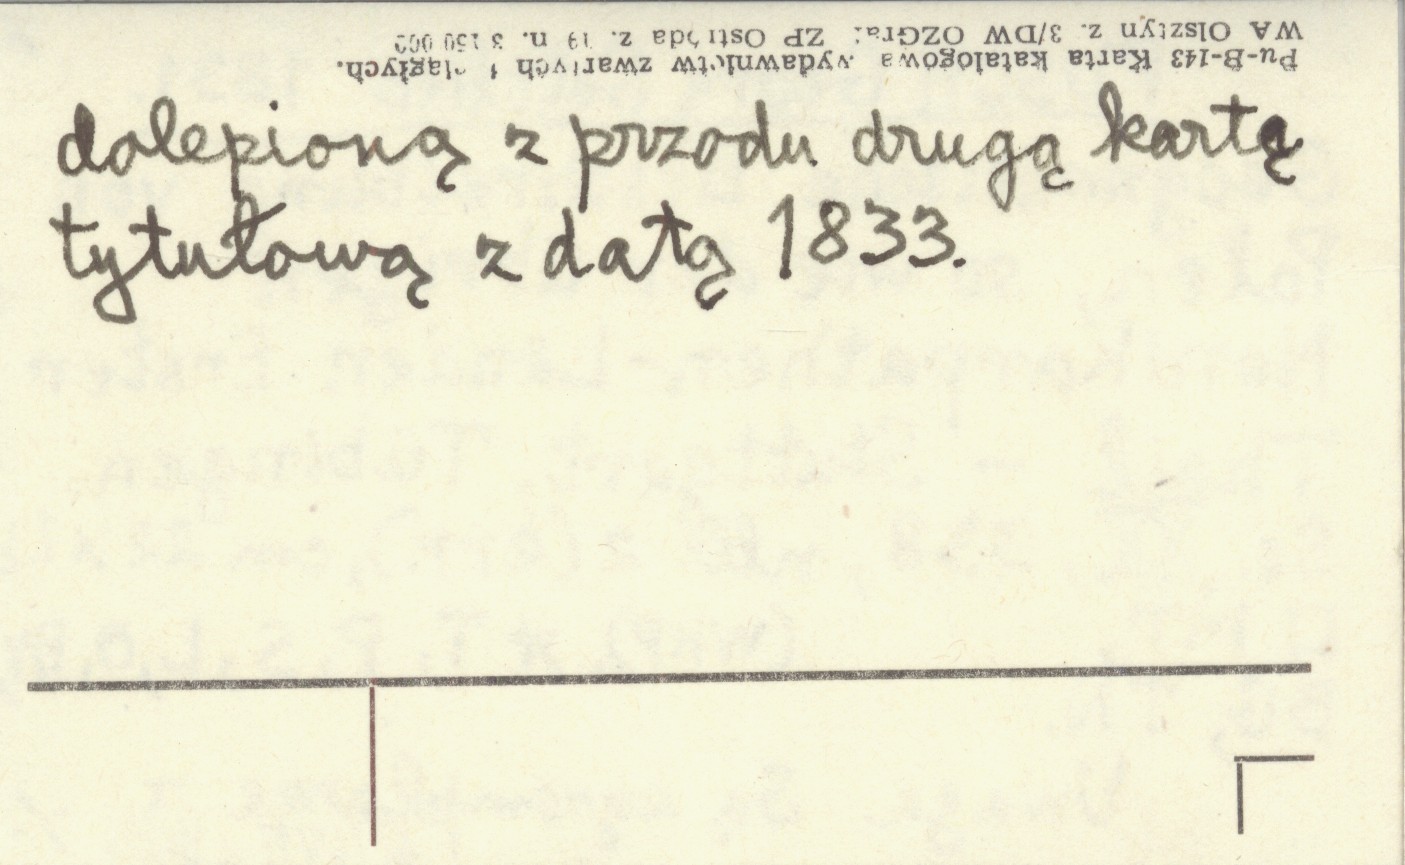 dolepioną z przodu drugą kartę
tytułową z datą 1833.
Pu-B-143 Karta katalogowa wydawnictw zwartych i ciągłych.
WA Olsztyn z. 3/DW OZGraf. ZP Ostróda z. 19 n. 3 150 000